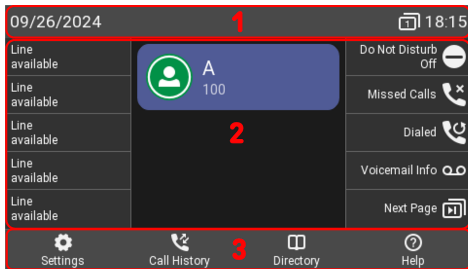 09/26/2024
1
1
18:15
Line
available
Line
available
Line
available
Line
available
Line
available
A
100
2
Do Not Disturb
Off
Missed Calls
Dialed
Voicemail Info
Next Page
Settings
Call History
3
Directory
Help